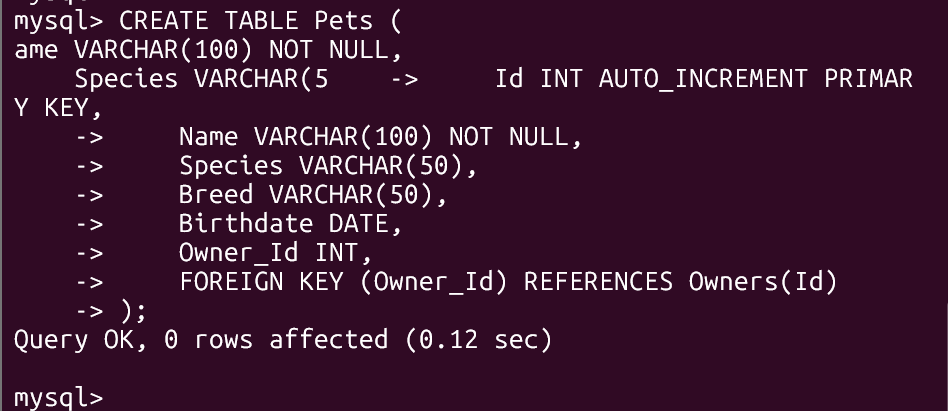 mysql> CREATE TABLE Pets (
ame VARCHAR(100) NOT NULL,
    Species VARCHAR(5    ->     Id INT AUTO_INCREMENT PRIMAR
Y KEY,
    ->     Name VARCHAR(100) NOT NULL,
    ->     Species VARCHAR(50),
    ->     Breed VARCHAR(50),
    ->     Birthdate DATE,
    ->     Owner_Id INT,
    ->     FOREIGN KEY (Owner_Id) REFERENCES Owners(Id)
    -> );
Query OK, 0 rows affected (0.12 sec)

mysql>